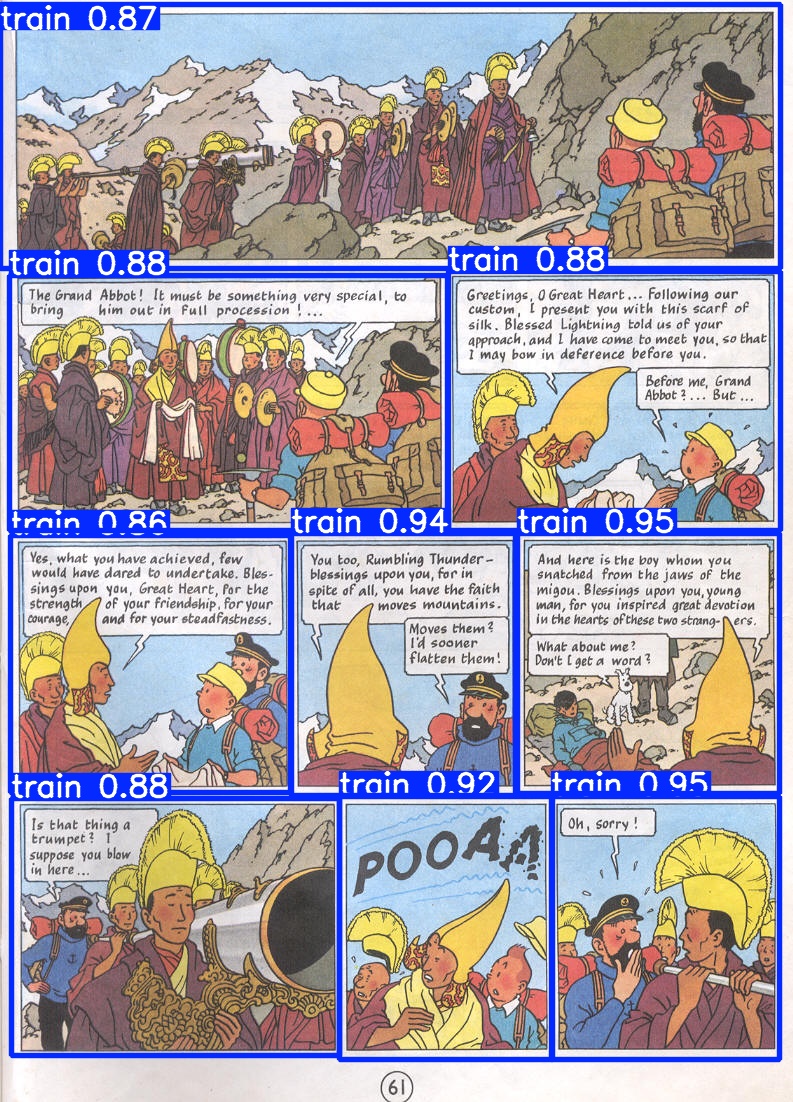 train 0.87
train 0.88
The Grand Abbot! It must be something very special, to
bring him out in full procession!...
train 0.88
Greetings, O Great Heart... Following our
custom, I present you with this scarf of
silk. Blessed Lightning told us of your
approach, and I have come to meet you, so that
I may bow in deference before you.
Before me, Grand
Abbot?... But...
train 0.86
Yes, what you have achieved, few
would have dared to undertake. Bles-
sings upon you, Great Heart, for the
strength of your friendship, for your
courage, and for your steadfastness.
train 0.94
You too, Rumbling Thunder –
blessings upon you, for in
spite of all, you have the faith
that moves mountains.
Moves them?
I'd sooner
flatten them!
train 0.95
And here is the boy whom you
snatched from the jaws of the
migou. Blessings upon you, young
man, for you inspired great devotion
in the hearts of these two strang- ers.
What about me?
Don't I get a word?
train 0.88
Is that thing a
trumpet? I
suppose you blow
in here...
train 0.92
POOAA
train 0.95
Oh, sorry!
61